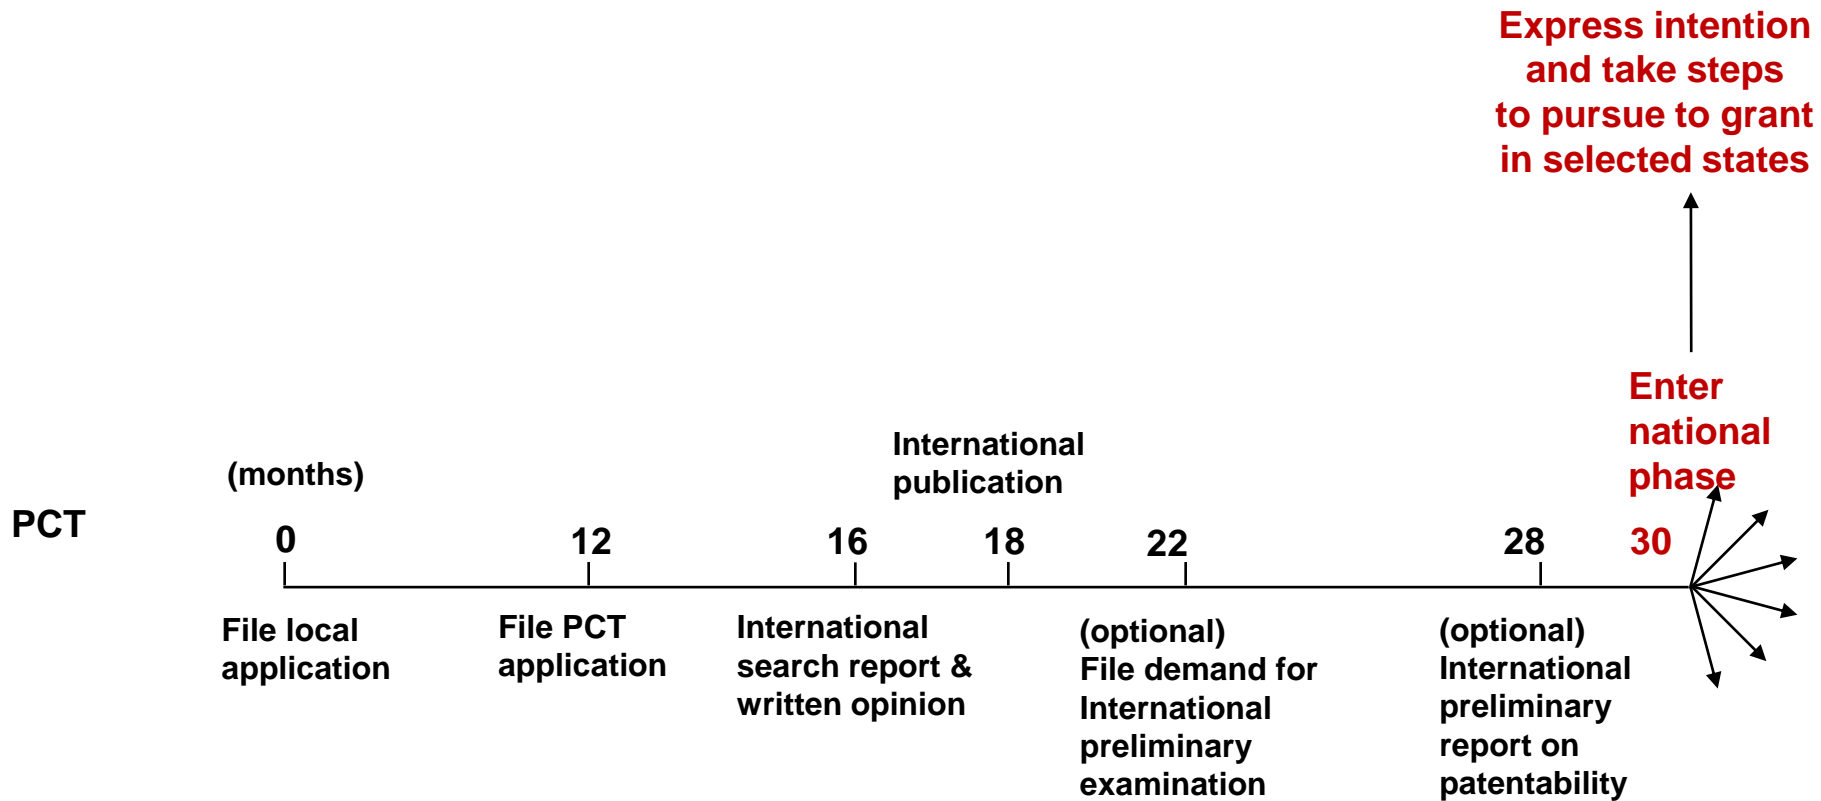 Express intention
and take steps
to pursue to grant
in selected states
Enter
national
phase
International
publication
(months)
PCT
0 12 16 18 22 28 30
File local
application
File PCT
application
International
search report &
written opinion
(optional)
File demand for
International
preliminary
examination
(optional)
International
preliminary
report on
patentability